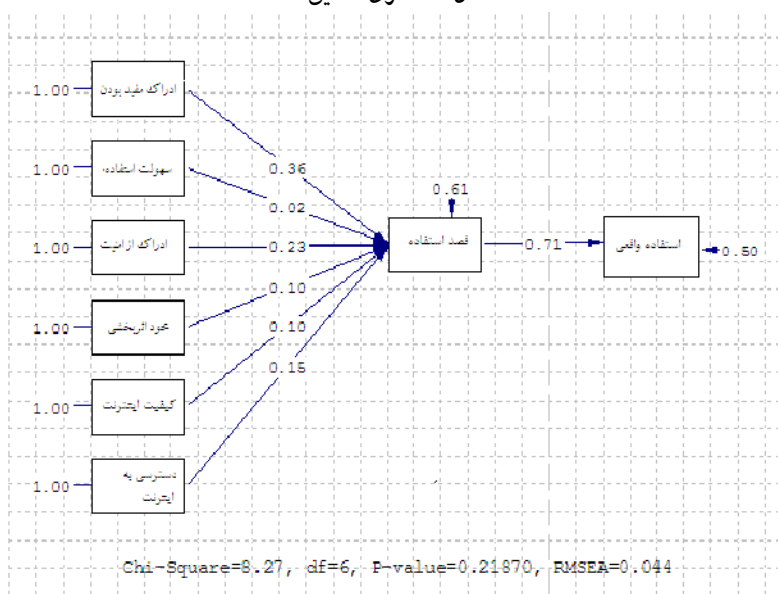 1.00
ادراک مفید بودن
0.36
1.00
سهولت استفاده
0.02
0.61
1.00
ادراک از امنیت
0.23
قصد استفاده
0.71
استفاده واقعی
0.50
1.00
خود اثربخشی
0.10
0.10
1.00
کیفیت اینترنت
0.15
1.00
دسترسی به
اینترنت
Chi-Square=8.27, df=6, P-value=0.21870, RMSEA=0.044